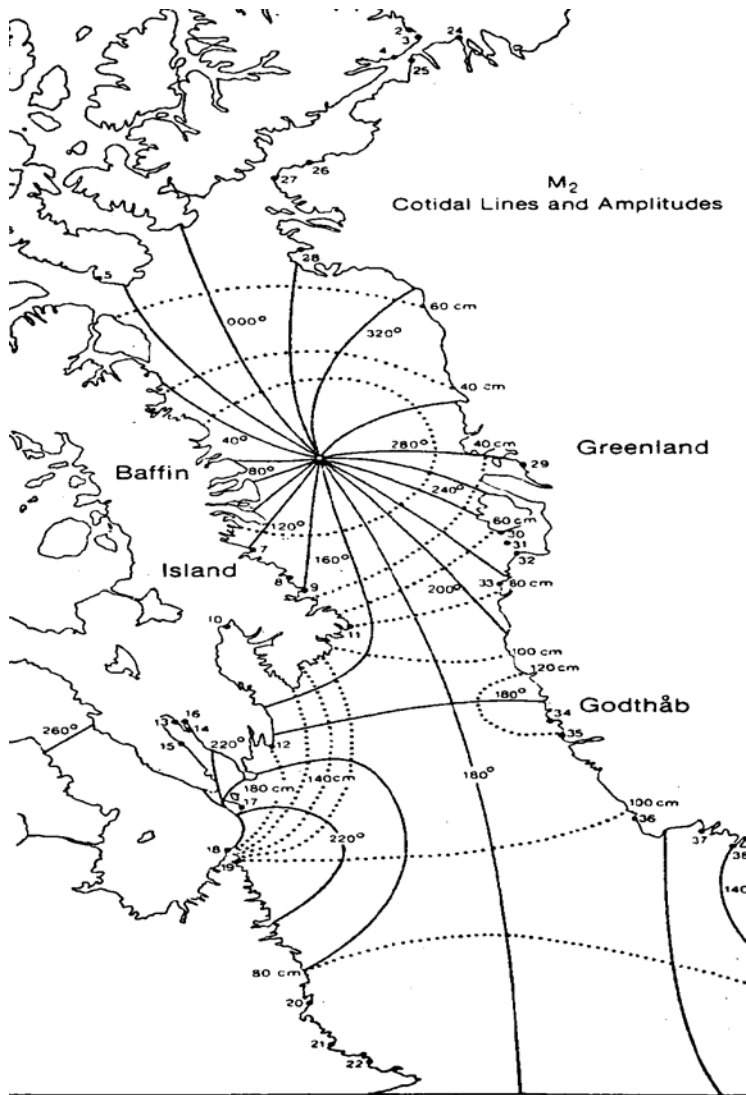 2
3
24
4
25
26
27
M₂
Cotidal Lines and Amplitudes
28
5
60 cm
000°
320°
40 cm
40°
280°
40 cm
Greenland
29
Baffin
80°
240°
120°
60 cm
30
31
7
160°
32
Island
8
9
200°
33
60 cm
10
11
100 cm
120 cm
180°
Godthåb
16
13
14
34
260°
15
220°
12
35
180°
140 cm
180 cm
17
100 cm
36
220°
18
37
19
38
140
80 cm
20
21
22